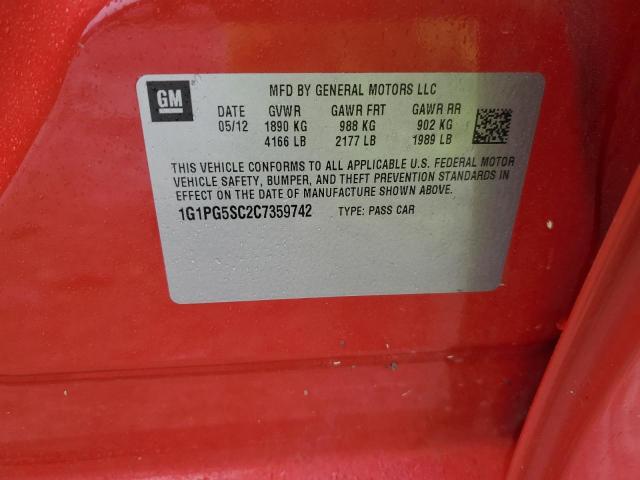 GM
MFD BY GENERAL MOTORS LLC
DATE GVWR GAWR FRT GAWR RR
05/12 1890 KG 988 KG 902 KG
4166 LB 2177 LB 1989 LB
THIS VEHICLE CONFORMS TO ALL APPLICABLE U.S. FEDERAL MOTOR
VEHICLE SAFETY, BUMPER, AND THEFT PREVENTION STANDARDS IN
EFFECT ON THE DATE OF MANUFACTURE SHOWN ABOVE.
1G1PG5SC2C7359742 TYPE: PASS CAR